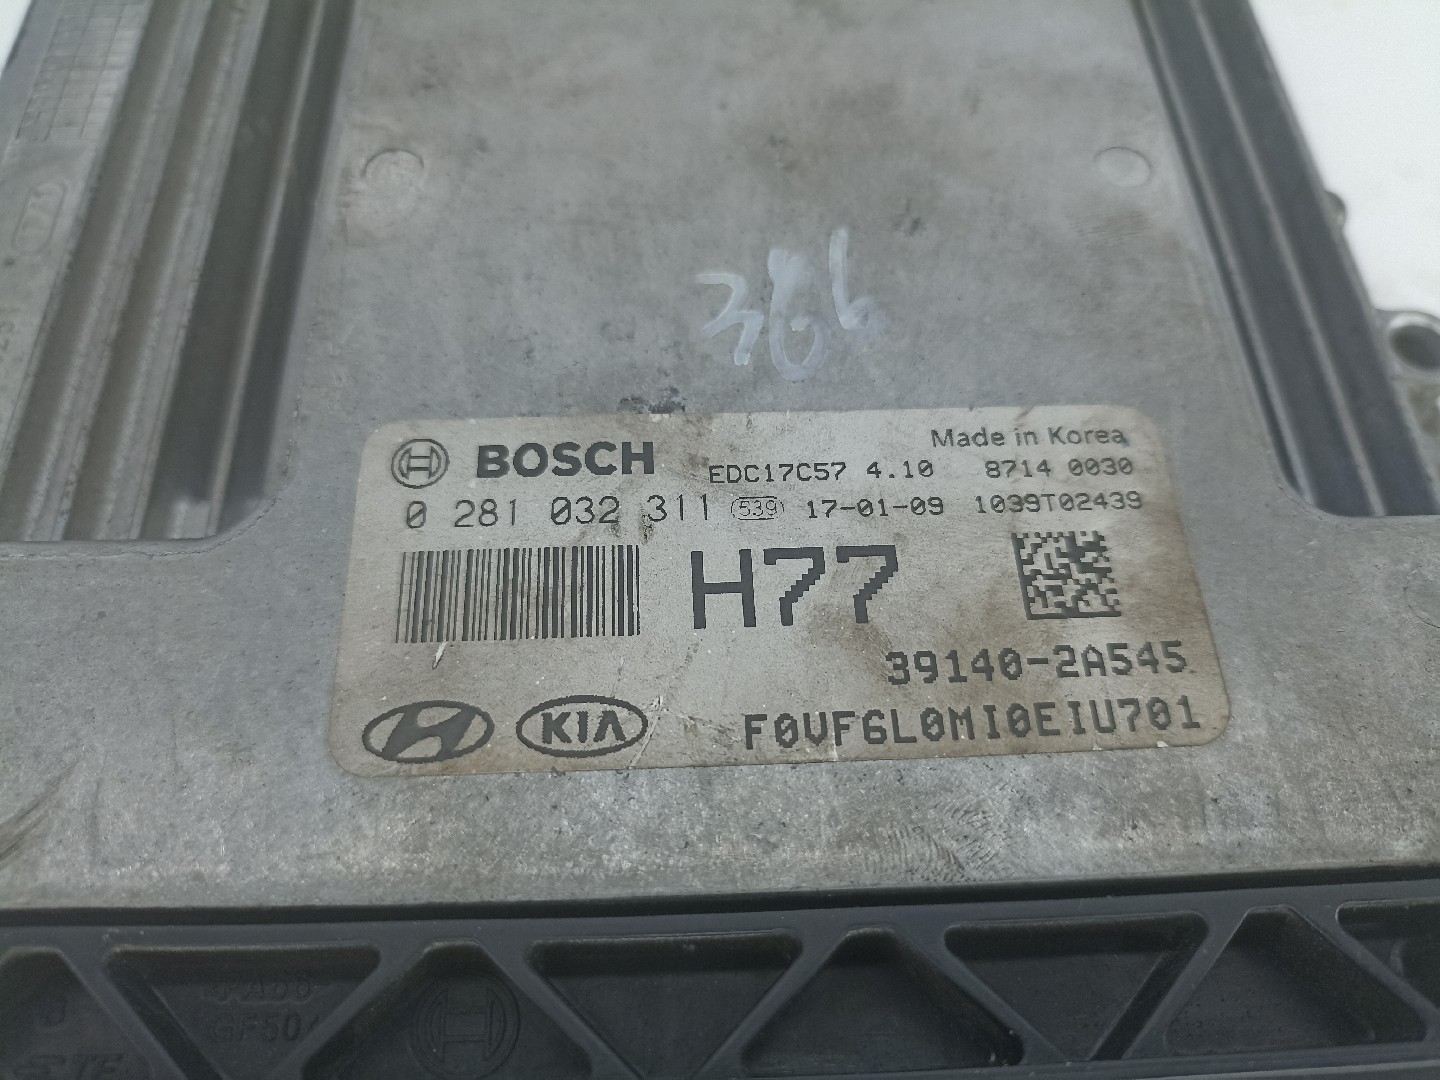 BOSCH
Made in Korea
EDC17C57 4.10 8714 0030
0 281 032 311 539 17-01-09 1039T02439
H77
39140-2A545
KIA F0VF6L0MI0EIU701